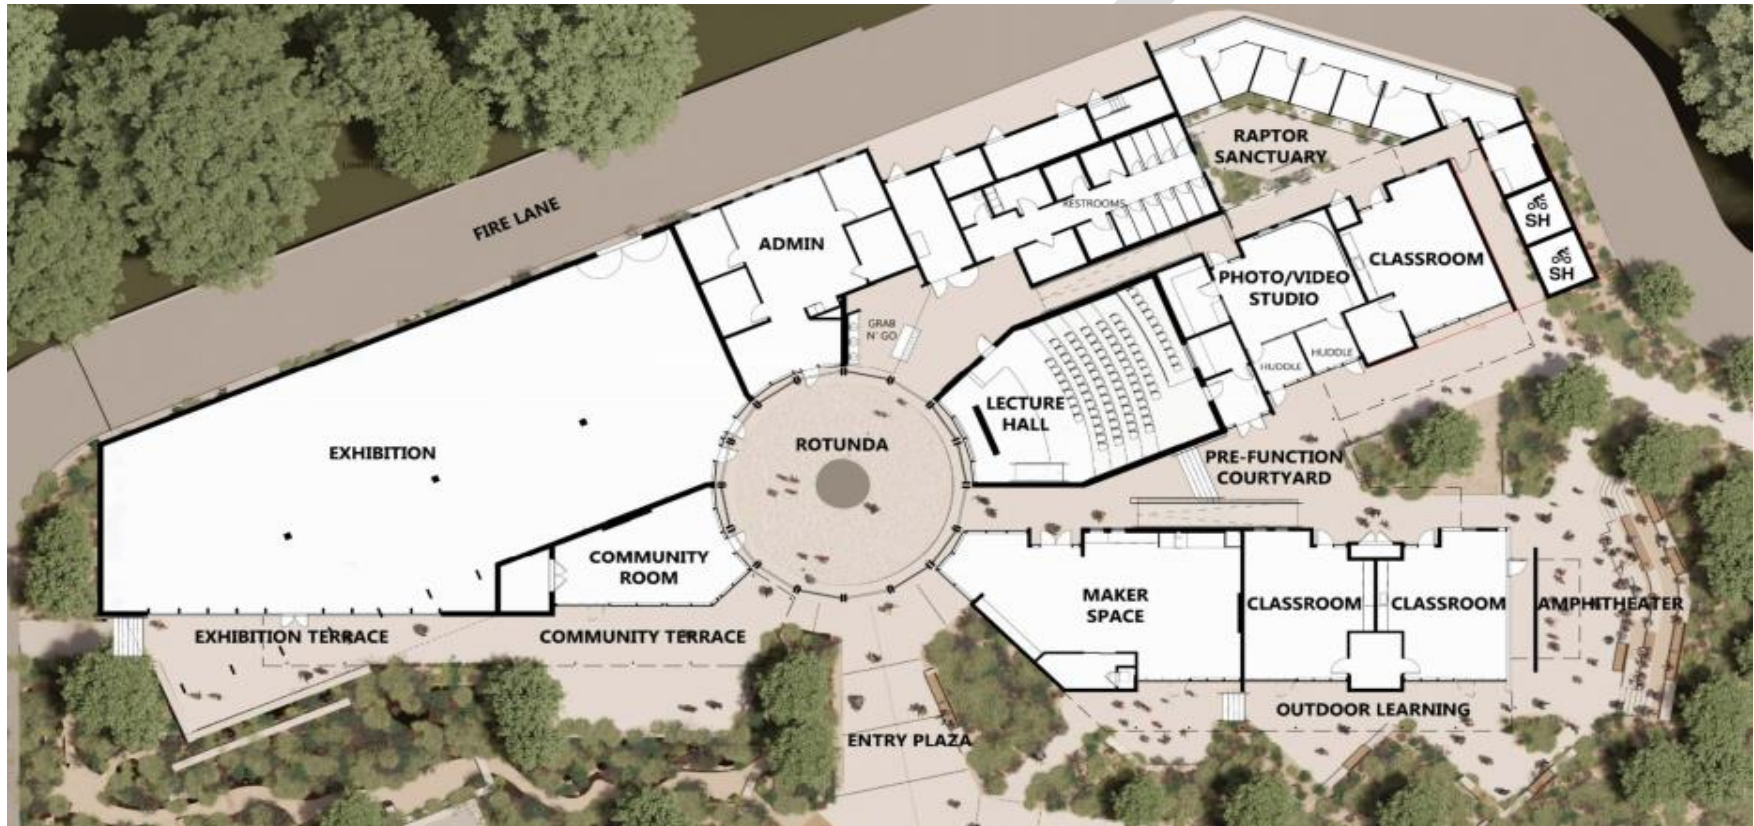 RAPTOR
SANCTUARY
RESTROOMS
SH
SH
FIRE LANE
ADMIN
CLASSROOM
PHOTO/VIDEO
STUDIO
GRAB
N' GO
HUDDLE
HUDDLE
LECTURE
HALL
ROTUNDA
EXHIBITION
PRE-FUNCTION
COURTYARD
COMMUNITY
ROOM
MAKER
SPACE
CLASSROOM
CLASSROOM
AMPHITHEATER
EXHIBITION TERRACE
COMMUNITY TERRACE
OUTDOOR LEARNING
ENTRY PLAZA